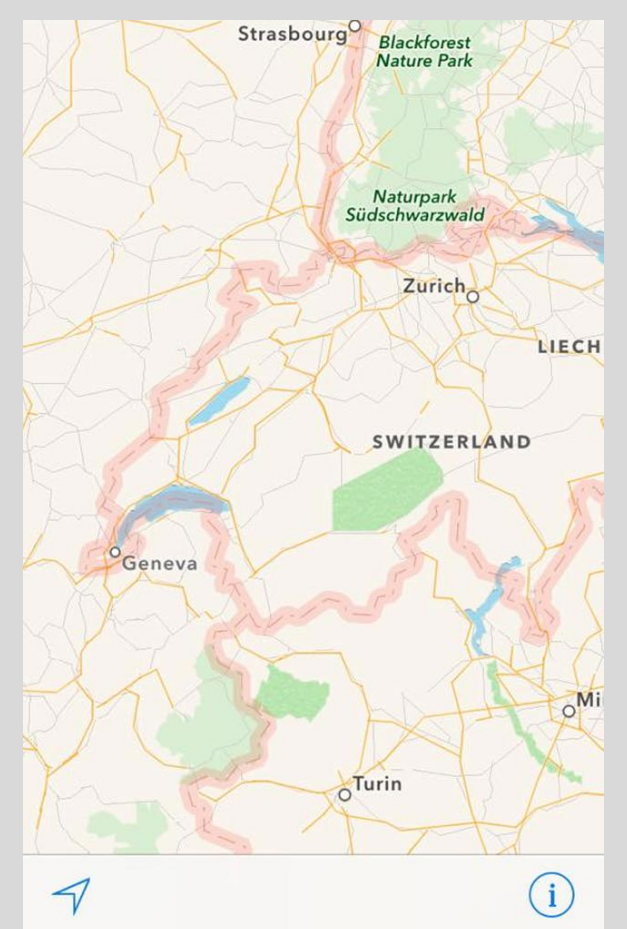 Strasbourg
Blackforest
Nature Park
Naturpark
Südschwarzwald
Zurich
LIECH
SWITZERLAND
Geneva
Mi
Turin
i